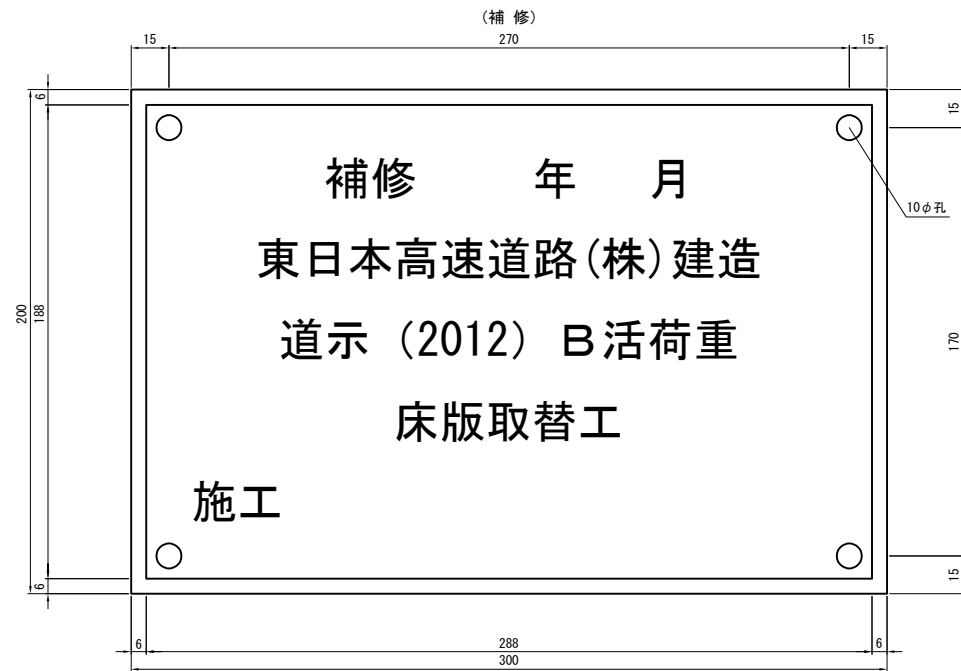 (補 修)
15 270 15
6
15
補修　　年　月
10φ孔
東日本高速道路(株)建造
200
188
道示 (2012) B活荷重
170
床版取替工
施工
6
15
6 288 6
300